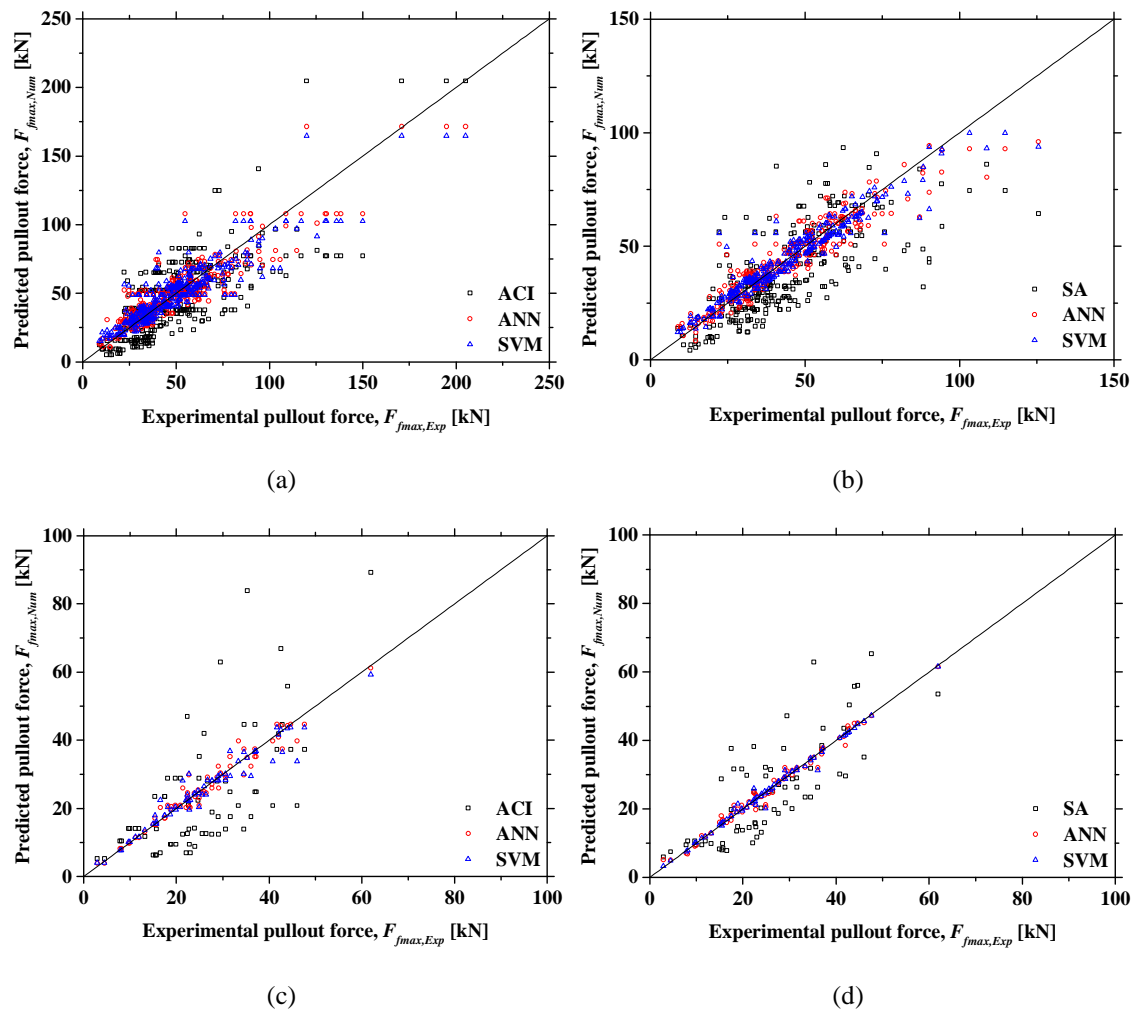 250
200
150
100
50
0
Predicted pullout force, F_fmax,Num [kN]
ACI
ANN
SVM
0 50 100 150 200 250
Experimental pullout force, F_fmax,Exp [kN]
(a)
150
100
50
0
Predicted pullout force, F_fmax,Num [kN]
SA
ANN
SVM
0 50 100 150
Experimental pullout force, F_fmax,Exp [kN]
(b)
100
80
60
40
20
0
Predicted pullout force, F_fmax,Num [kN]
ACI
ANN
SVM
0 20 40 60 80 100
Experimental pullout force, F_fmax,Exp [kN]
(c)
100
80
60
40
20
0
Predicted pullout force, F_fmax,Num [kN]
SA
ANN
SVM
0 20 40 60 80 100
Experimental pullout force, F_fmax,Exp [kN]
(d)